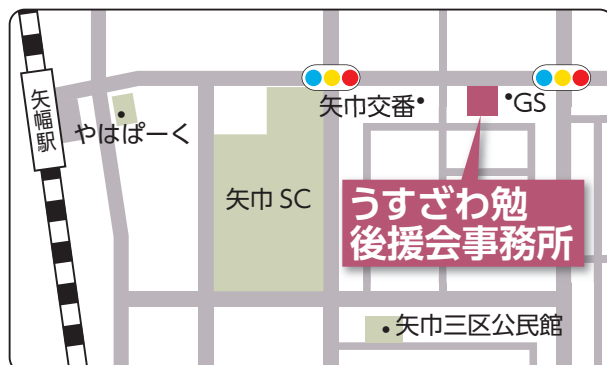 矢幅駅
やはぱーく
矢巾交番
GS
矢巾 SC
うすざわ勉
後援会事務所
矢巾三区公民館